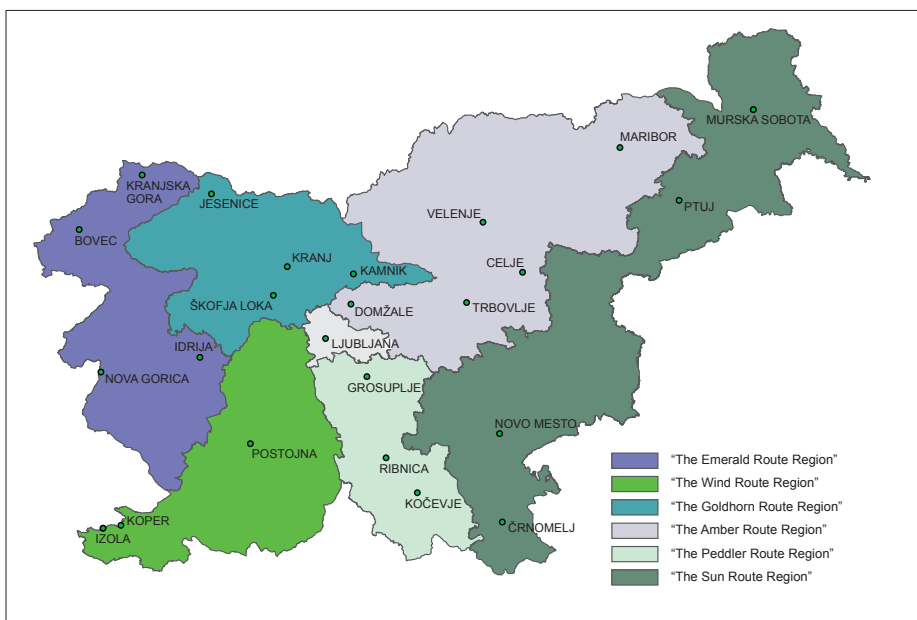 MURSKA SOBOTA
MARIBOR
KRANJSKA
GORA
JESENICE
PTUJ
VELENJE
BOVEC
KRANJ
KAMNIK
CELJE
ŠKOFJA LOKA
DOMŽALE
TRBOVLJE
LJUBLJANA
IDRIJA
NOVA GORICA
GROSUPLJE
NOVO MESTO
POSTOJNA
RIBNICA
KOČEVJE
KOPER
IZOLA
ČRNOMELJ
“The Emerald Route Region”
“The Wind Route Region”
“The Goldhorn Route Region”
“The Amber Route Region”
“The Peddler Route Region”
“The Sun Route Region”